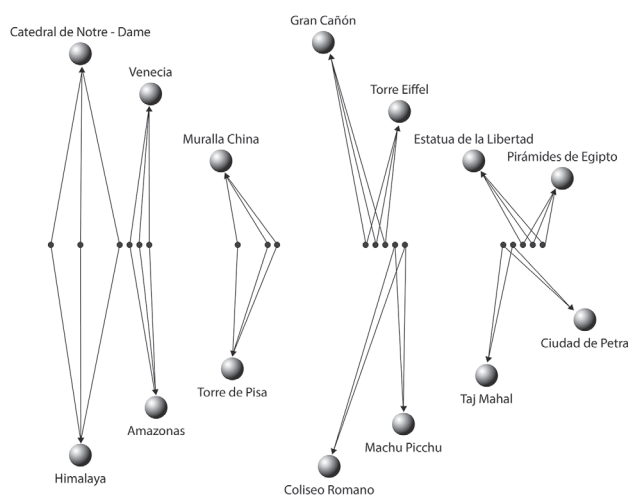 Gran Cañón
Catedral de Notre - Dame
Venecia
Torre Eiffel
Muralla China
Estatua de la Libertad
Pirámides de Egipto
Ciudad de Petra
Torre de Pisa
Taj Mahal
Amazonas
Machu Picchu
Himalaya
Coliseo Romano